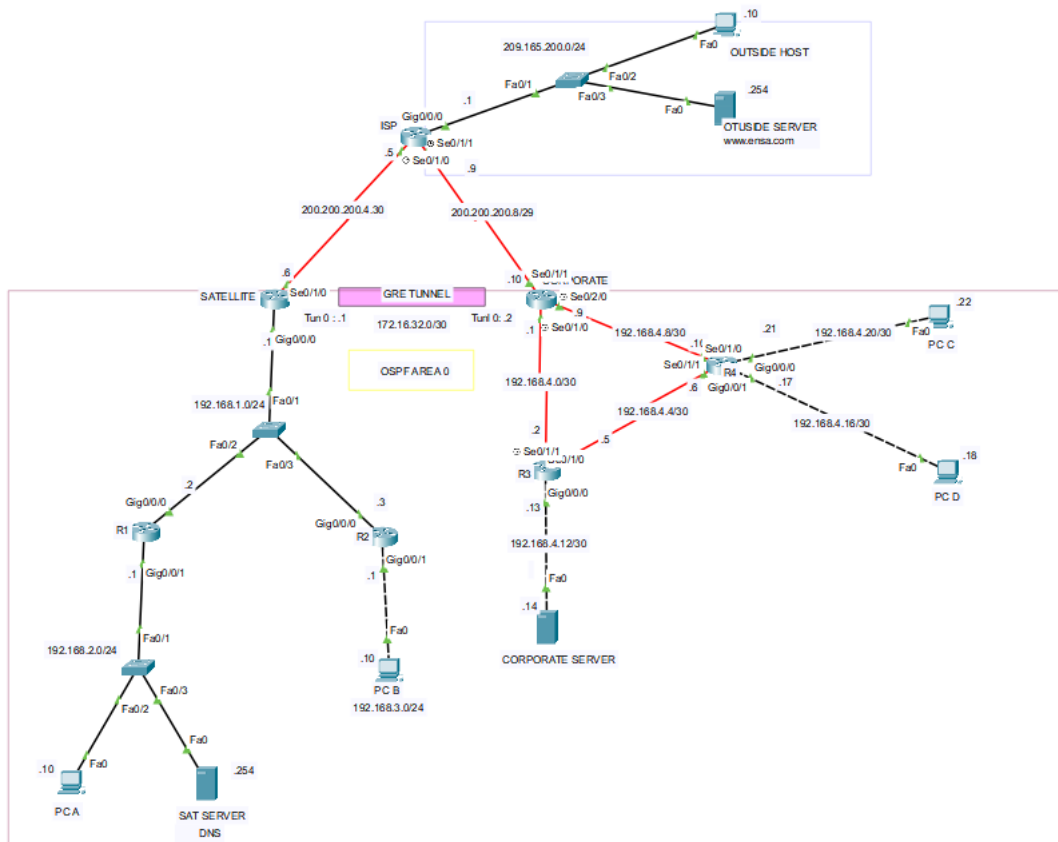 .10
Fa0
OUTSIDE HOST
209.165.200.0/24
Fa0/2
Fa0/1
Fa0/3
.254
Fa0
OTUSIDE SERVER
www.ensa.com
.1
Gig0/0/0
ISP
Se0/1/1
.5
Se0/1/0
.9
200.200.200.4.30
200.200.200.8/29
.6
Se0/1/0
SATELLITE
GRE TUNNEL
Tun 0 : .1
Tunl 0: .2
172.16.32.0/30
OSPF AREA 0
.10
Se0/1/1
CORPORATE
Se0/2/0
.9
.1
Se0/1/0
192.168.4.8/30
.10
Se0/1/0
Se0/1/1
R4
.21
Gig0/0/0
192.168.4.20/30
.22
Fa0
PC C
Gig0/0/1
.17
.6
192.168.4.16/30
.18
Fa0
PC D
192.168.4.0/30
192.168.4.4/30
.2
.5
Se0/1/1
Se0/1/0
R3
Gig0/0/0
.13
192.168.4.12/30
Fa0
.14
CORPORATE SERVER
.1
Gig0/0/0
192.168.1.0/24
Fa0/1
Fa0/2
Fa0/3
.2
Gig0/0/0
R1
.3
Gig0/0/0
R2
.1
Gig0/0/1
.1
Gig0/0/1
Fa0
.10
PC B
192.168.3.0/24
192.168.2.0/24
Fa0/1
Fa0/2
Fa0/3
.10
Fa0
PC A
Fa0
.254
SAT SERVER
DNS